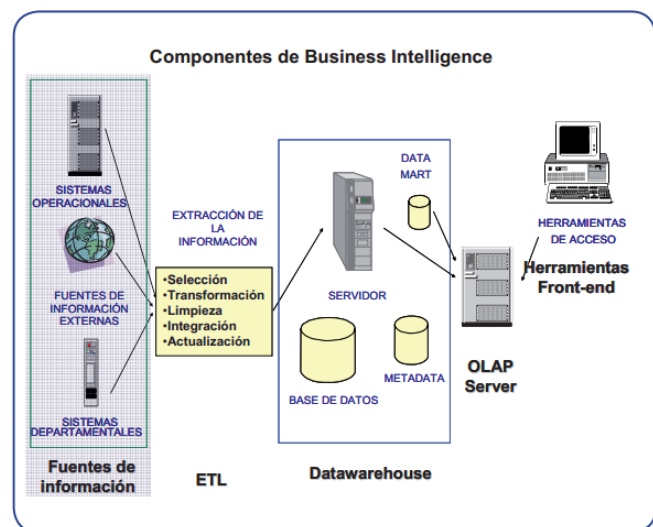 Componentes de Business Intelligence
SISTEMAS
OPERACIONALES
FUENTES DE
INFORMACIÓN
EXTERNAS
SISTEMAS
DEPARTAMENTALES
Fuentes de
información
EXTRACCIÓN DE
LA
INFORMACIÓN
•Selección
•Transformación
•Limpieza
•Integración
•Actualización
ETL
DATA
MART
SERVIDOR
BASE DE DATOS
METADATA
Datawarehouse
OLAP
Server
HERRAMIENTAS
DE ACCESO
Herramientas
Front-end